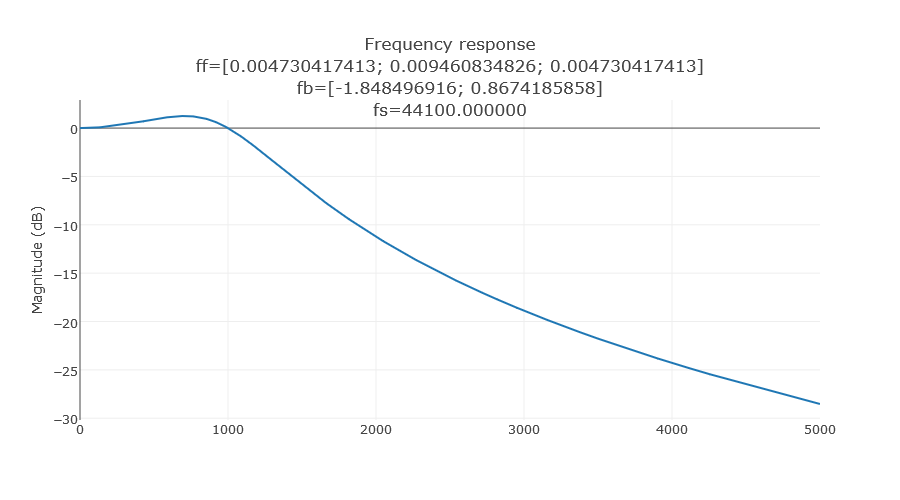 Frequency response
ff=[0.004730417413; 0.009460834826; 0.004730417413]
fb=[-1.848496916; 0.8674185858]
fs=44100.000000
Magnitude (dB)
0
−5
−10
−15
−20
−25
−30
0 1000 2000 3000 4000 5000